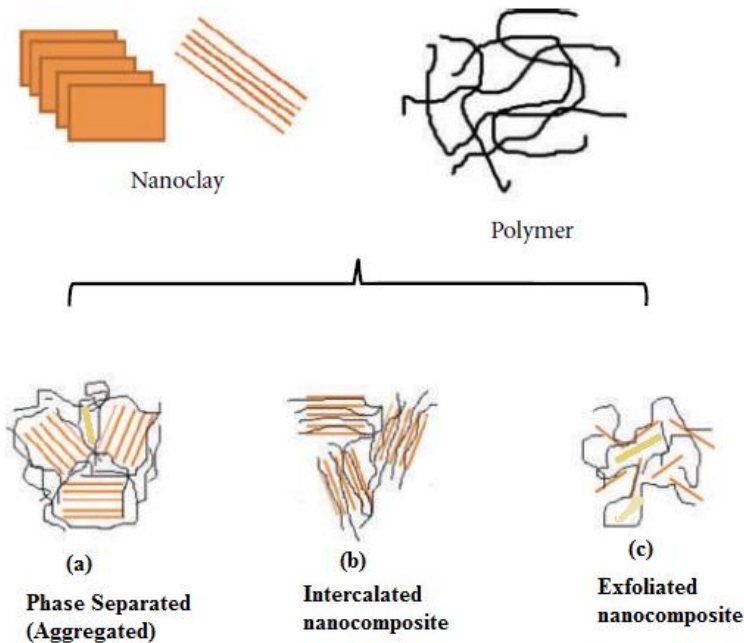 Nanoclay
Polymer
(a)
Phase Separated
(Aggregated)
(b)
Intercalated
nanocomposite
(c)
Exfoliated
nanocomposite